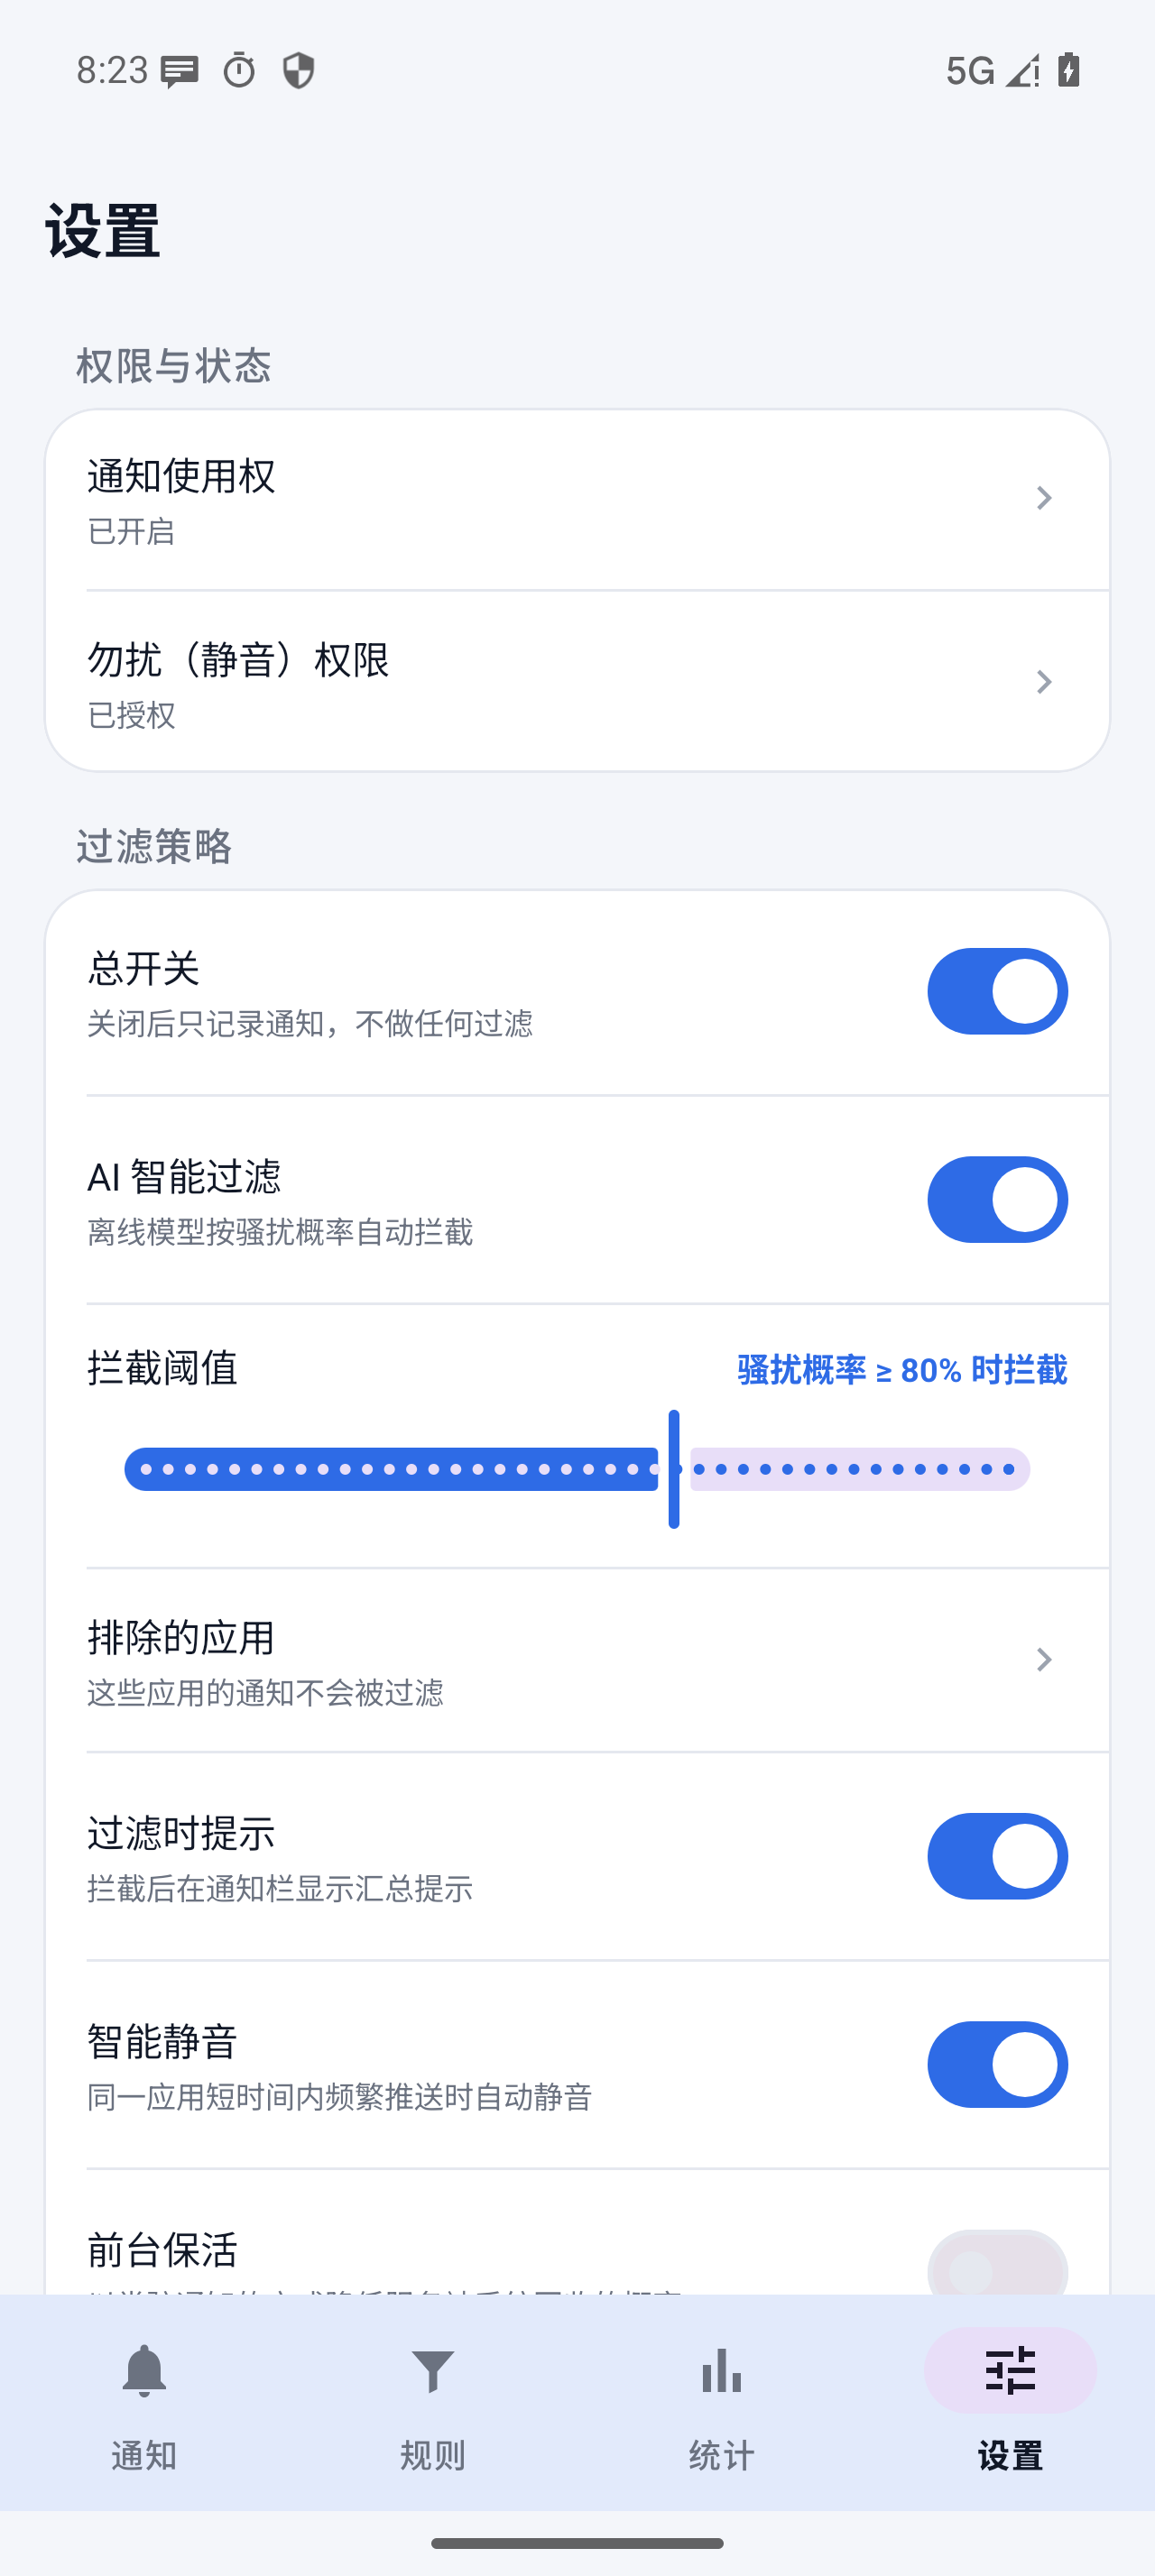 8:23
5G
设置
权限与状态
通知使用权
已开启
勿扰（静音）权限
已授权
过滤策略
总开关
关闭后只记录通知，不做任何过滤
AI 智能过滤
离线模型按骚扰概率自动拦截
拦截阈值
骚扰概率 ≥ 80% 时拦截
排除的应用
这些应用的通知不会被过滤
过滤时提示
拦截后在通知栏显示汇总提示
智能静音
同一应用短时间内频繁推送时自动静音
前台保活
通知
规则
统计
设置